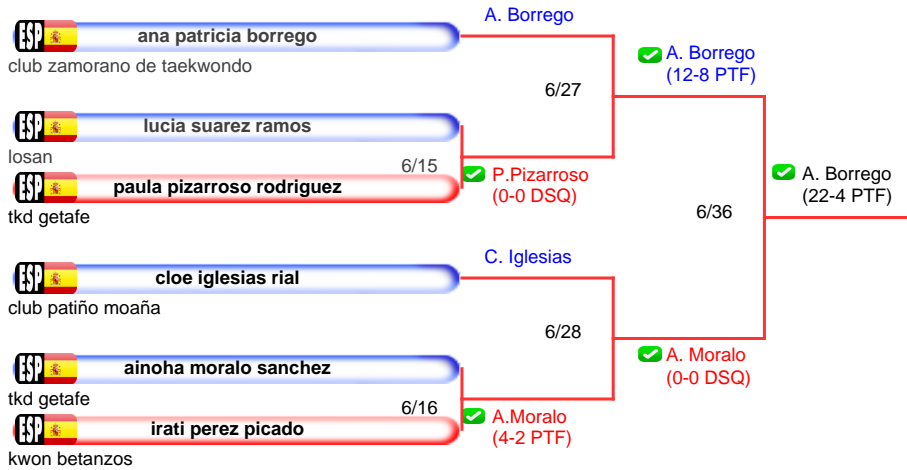 A. Borrego
ESP ana patricia borrego
club zamorano de taekwondo
A. Borrego
(12-8 PTF)
6/27
ESP lucia suarez ramos
losan
6/15
P.Pizarroso
(0-0 DSQ)
ESP paula pizarroso rodriguez
tkd getafe
A. Borrego
(22-4 PTF)
6/36
C. Iglesias
ESP cloe iglesias rial
club patiño moaña
6/28
A. Moralo
(0-0 DSQ)
ESP ainoha moralo sanchez
tkd getafe
6/16
A.Moralo
(4-2 PTF)
ESP irati perez picado
kwon betanzos